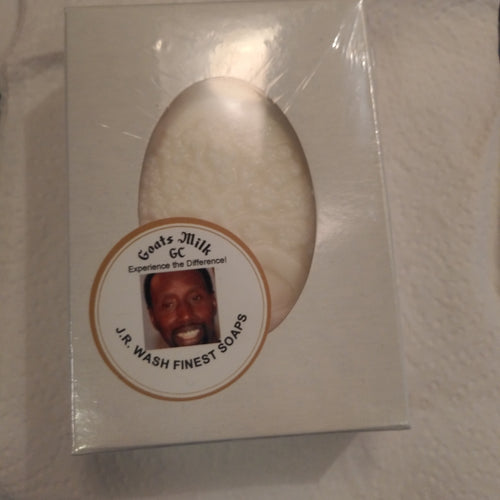 Goats Milk
GC
Experience the Difference!
J.R. WASH FINEST SOAPS